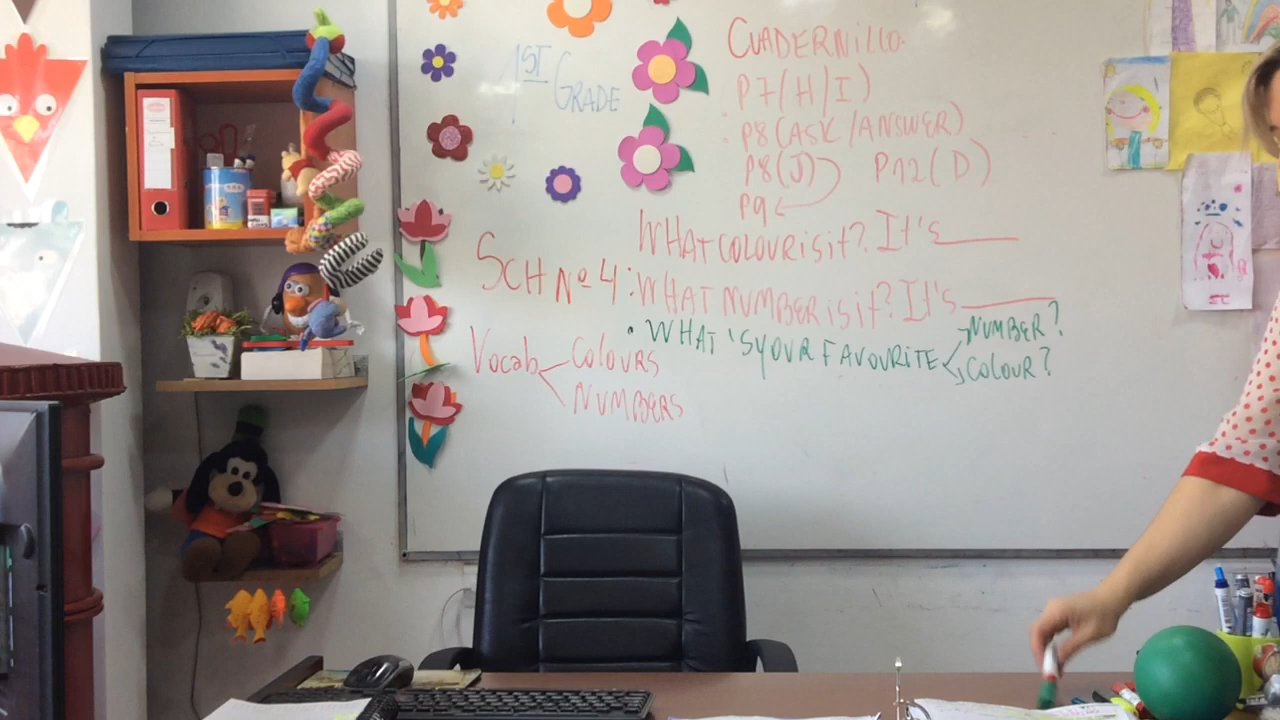 1ST
GRADE
CUADERNILLO.
P7(H/I)
P8(ASK/ANSWER)
P8(J) P12(D)
P9
WHAT COLOUR is it? It's
SCH Nº 4: WHAT NUMBER is it? It's
WHAT'S YOUR FAVOURITE NUMBER?
COLOUR?
Vocab COLOURS
NUMBERS